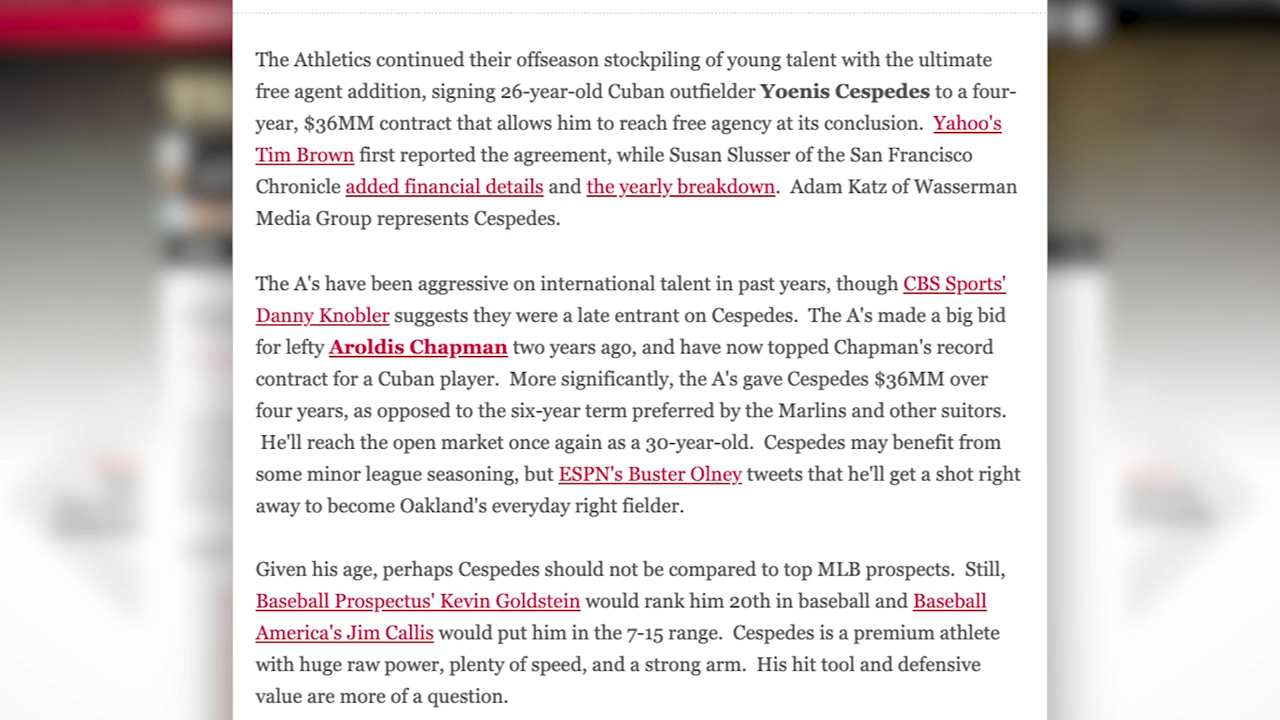 The Athletics continued their offseason stockpiling of young talent with the ultimate
free agent addition, signing 26-year-old Cuban outfielder Yoenis Cespedes to a four-
year, $36MM contract that allows him to reach free agency at its conclusion.  Yahoo's
Tim Brown first reported the agreement, while Susan Slusser of the San Francisco
Chronicle added financial details and the yearly breakdown.  Adam Katz of Wasserman
Media Group represents Cespedes.
The A's have been aggressive on international talent in past years, though CBS Sports'
Danny Knobler suggests they were a late entrant on Cespedes.  The A's made a big bid
for lefty Aroldis Chapman two years ago, and have now topped Chapman's record
contract for a Cuban player.  More significantly, the A's gave Cespedes $36MM over
four years, as opposed to the six-year term preferred by the Marlins and other suitors.
He'll reach the open market once again as a 30-year-old.  Cespedes may benefit from
some minor league seasoning, but ESPN's Buster Olney tweets that he'll get a shot right
away to become Oakland's everyday right fielder.
Given his age, perhaps Cespedes should not be compared to top MLB prospects.  Still,
Baseball Prospectus' Kevin Goldstein would rank him 20th in baseball and Baseball
America's Jim Callis would put him in the 7-15 range.  Cespedes is a premium athlete
with huge raw power, plenty of speed, and a strong arm.  His hit tool and defensive
value are more of a question.